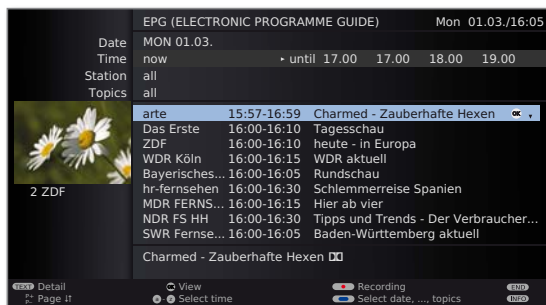 EPG (ELECTRONIC PROGRAMME GUIDE) Mon 01.03./16:05
Date MON 01.03.
Time now ▸ until 17.00 17.00 18.00 19.00
Station all
Topics all
arte 15:57-16:59 Charmed - Zauberhafte Hexen OK
Das Erste 16:00-16:10 Tagesschau
ZDF 16:00-16:10 heute - in Europa
WDR Köln 16:00-16:15 WDR aktuell
Bayerisches... 16:00-16:05 Rundschau
hr-fernsehen 16:00-16:30 Schlemmerreise Spanien
MDR FERNS... 16:00-16:15 Hier ab vier
NDR FS HH 16:00-16:30 Tipps und Trends - Der Verbraucher...
SWR Fernse... 16:00-16:05 Baden-Württemberg aktuell
2 ZDF
Charmed - Zauberhafte Hexen
TEXT Detail OK View Recording END
P+ P- Page Select time Select date, ..., topics INFO